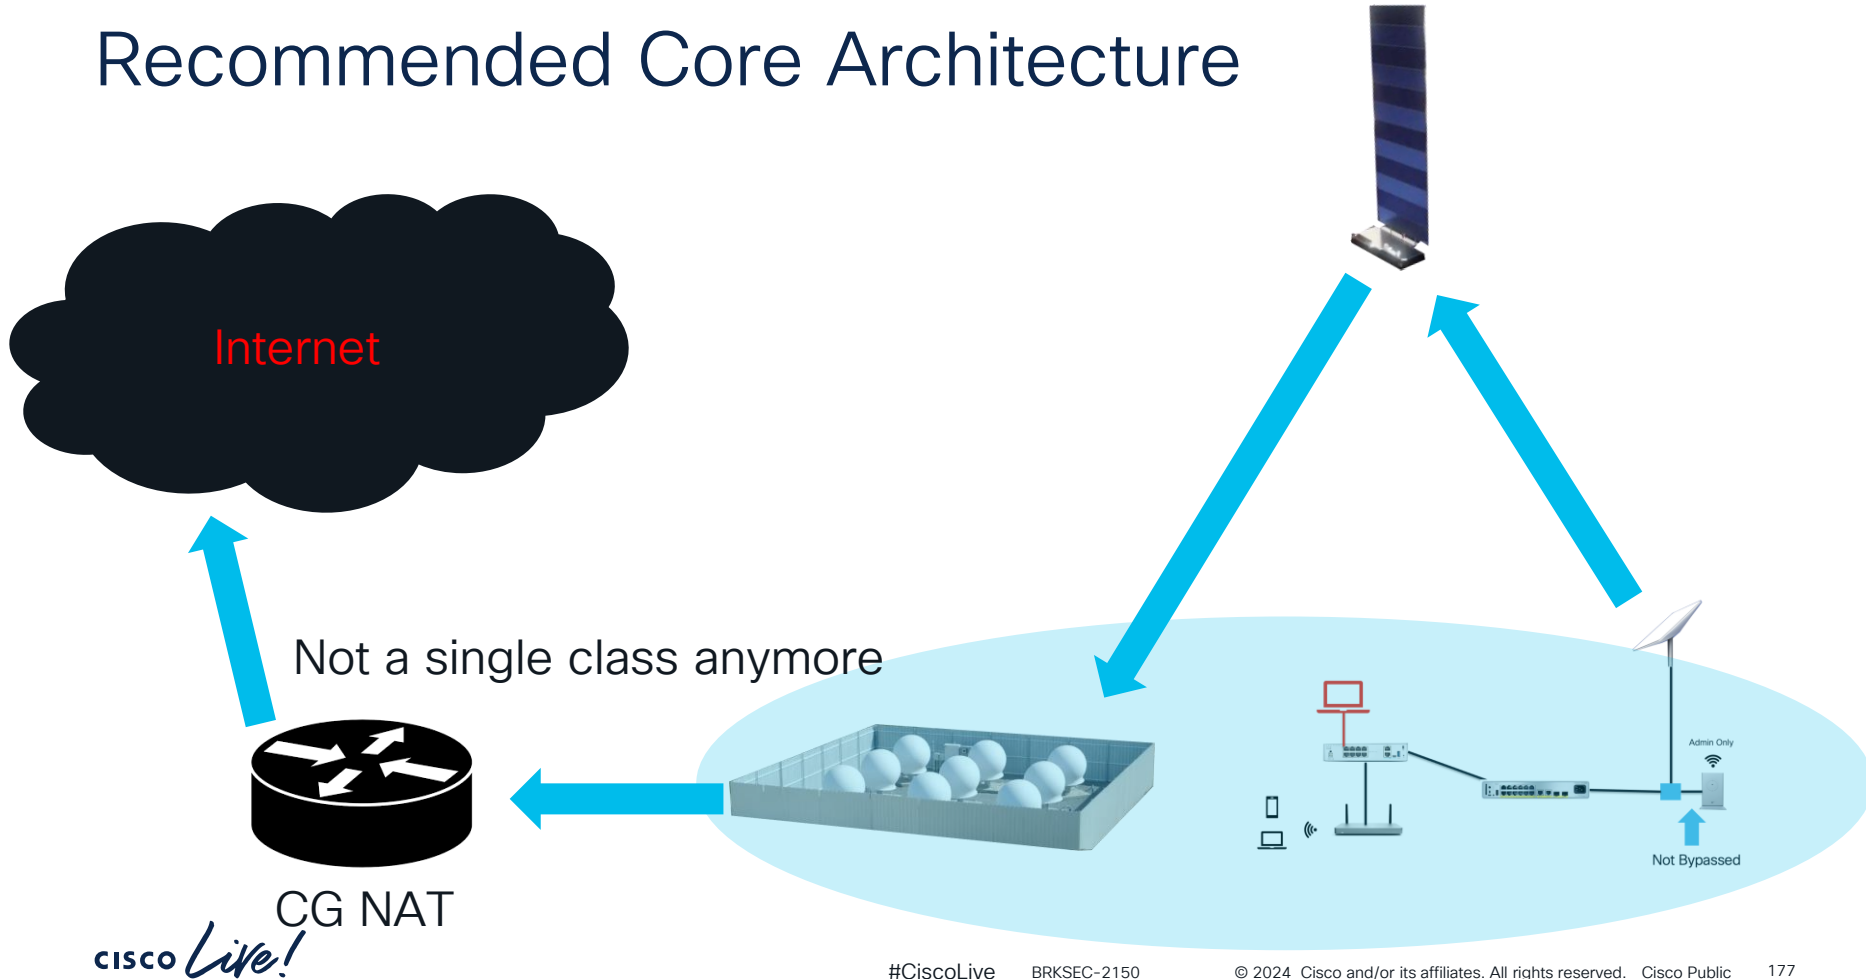 Recommended Core Architecture
Internet
Not a single class anymore
Admin Only
Not Bypassed
CG NAT
CISCO Live!
#CiscoLive BRKSEC-2150 © 2024 Cisco and/or its affiliates. All rights reserved. Cisco Public 177